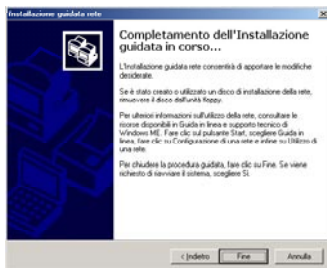 Installazione guidata rete
Completamento dell'Installazione
guidata in corso...
L'Installazione guidata rete consentirà di apportare le modifiche
desiderate.
Se è stato creato o utilizzato un disco di installazione della rete,
rimuovere il disco dall'unità floppy.
Per ulteriori informazioni sull'utilizzo della rete, consultare le
risorse disponibili in Guida in linea e supporto tecnico di
Windows ME. Fare clic sul pulsante Start, scegliere Guida in
linea, fare clic su Configurazione di una rete e infine su Utilizzo di
una rete.
Per chiudere la procedura guidata, fare clic su Fine. Se viene
richiesto di riavviare il sistema, scegliere Sì.
< Indietro Fine Annulla